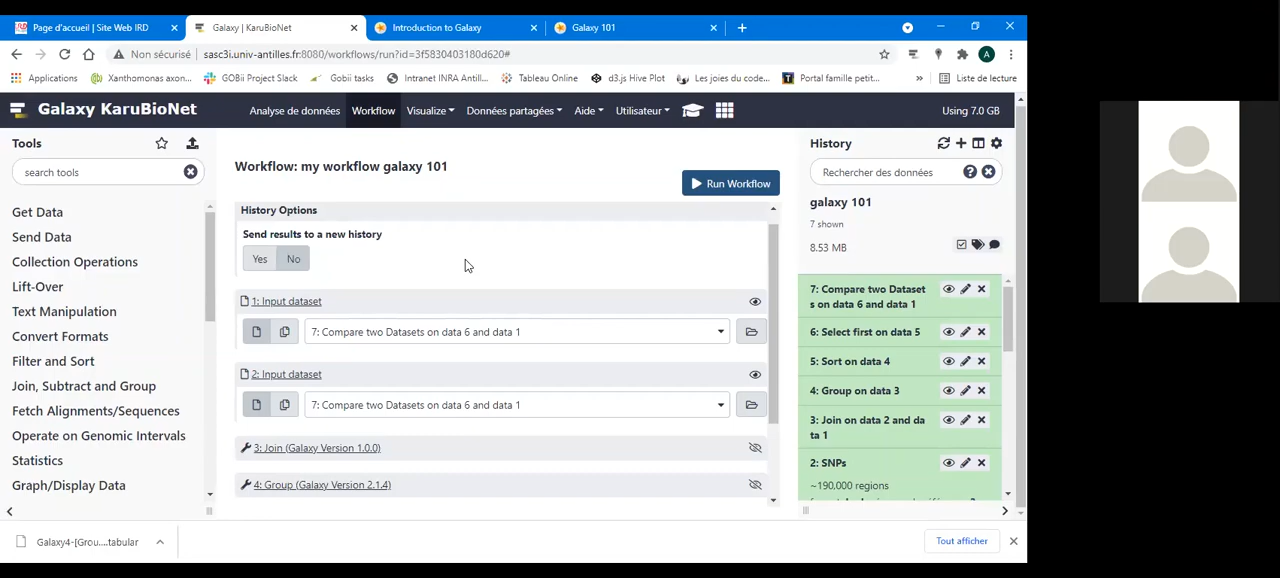 Page d'accueil | Site Web IRD
Galaxy | KaruBioNet
Introduction to Galaxy
Galaxy 101
Non sécurisé
sasc3i.univ-antilles.fr:8080/workflows/run?id=3f5830403180d620#
A
Applications
Xanthomonas axon...
GOBii Project Slack
Gobii tasks
Intranet INRA Antill...
Tableau Online
d3.js Hive Plot
Les joies du code...
Portal famille petit...
»
Liste de lecture
Galaxy KaruBioNet
Analyse de données
Workflow
Visualize
Données partagées
Aide
Utilisateur
Using 7.0 GB
Tools
search tools
Get Data
Send Data
Collection Operations
Lift-Over
Text Manipulation
Convert Formats
Filter and Sort
Join, Subtract and Group
Fetch Alignments/Sequences
Operate on Genomic Intervals
Statistics
Graph/Display Data
Workflow: my workflow galaxy 101
Run Workflow
History Options
Send results to a new history
Yes
No
1: Input dataset
7: Compare two Datasets on data 6 and data 1
2: Input dataset
7: Compare two Datasets on data 6 and data 1
3: Join (Galaxy Version 1.0.0)
4: Group (Galaxy Version 2.1.4)
History
Rechercher des données
galaxy 101
7 shown
8.53 MB
7: Compare two Dataset
s on data 6 and data 1
6: Select first on data 5
5: Sort on data 4
4: Group on data 3
3: Join on data 2 and da
ta 1
2: SNPs
~190,000 regions
Galaxy4-[Grou....tabular
Tout afficher